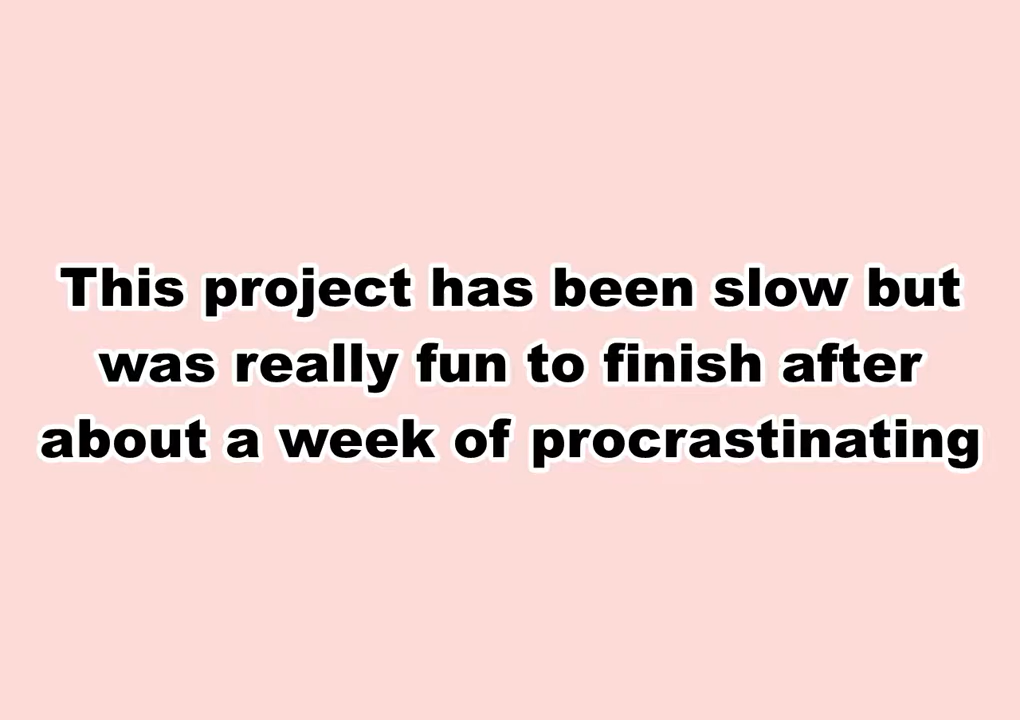 This project has been slow but
was really fun to finish after
about a week of procrastinating